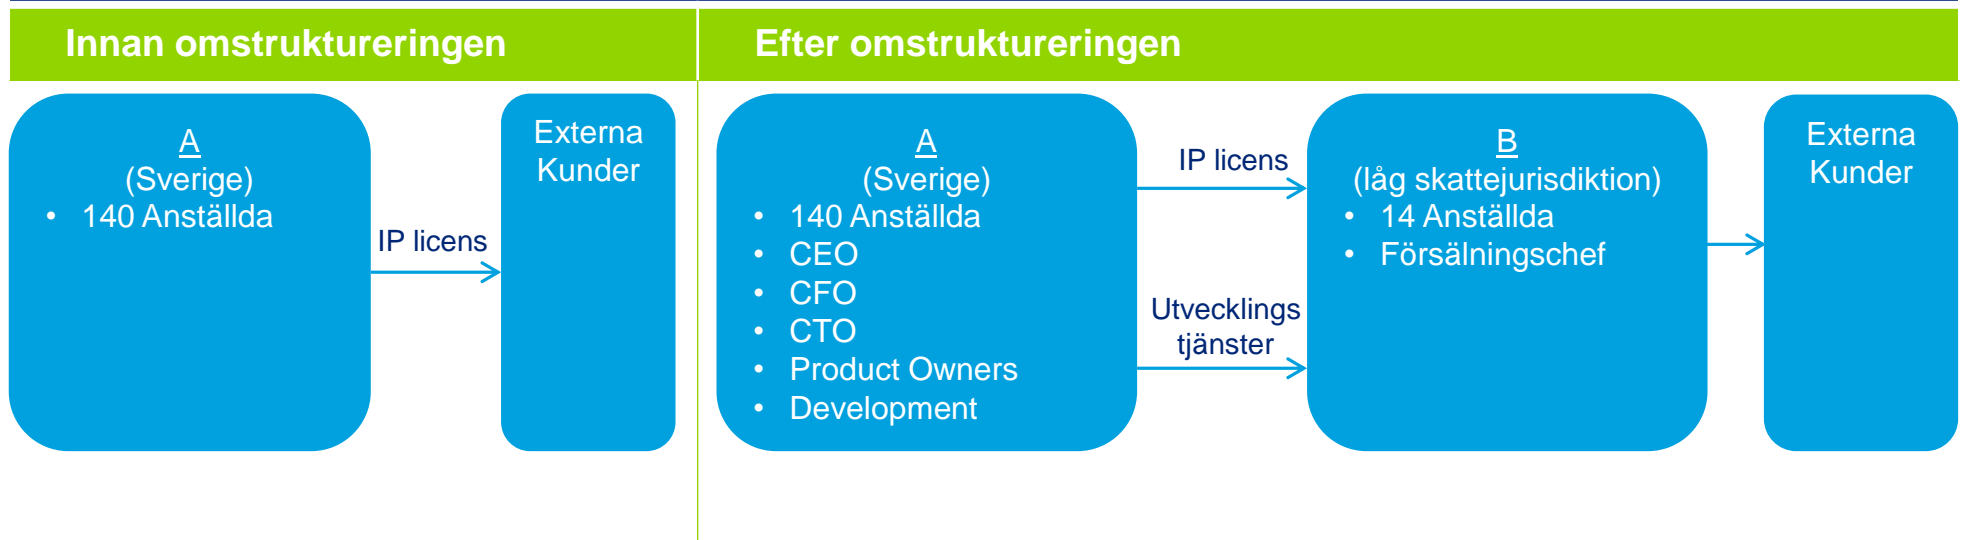 Innan omstruktureringen
Efter omstruktureringen
A
(Sverige)
• 140 Anställda
IP licens
Externa
Kunder
A
(Sverige)
• 140 Anställda
• CEO
• CFO
• CTO
• Product Owners
• Development
IP licens
Utvecklings
tjänster
B
(låg skattejurisdiktion)
• 14 Anställda
• Försälningschef
Externa
Kunder